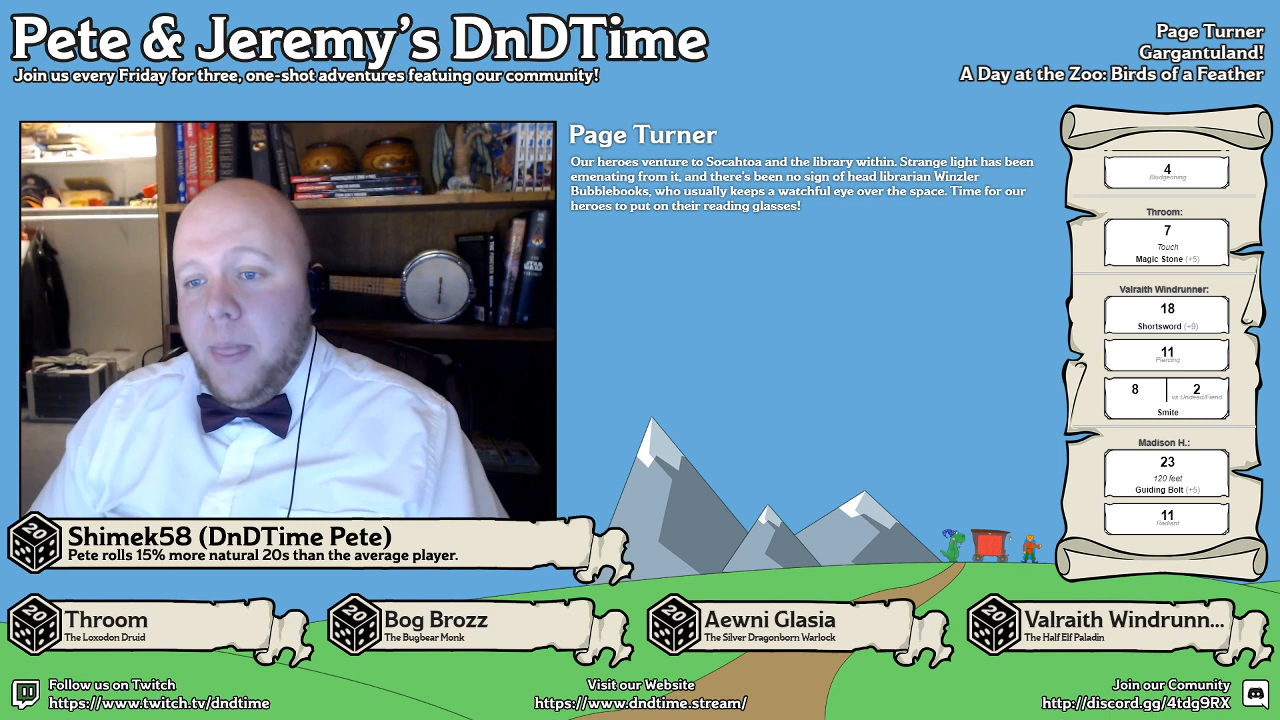 Pete & Jeremy's DnDTime
Join us every Friday for three, one-shot adventures featuing our community!
Page Turner
Gargantuland!
A Day at the Zoo: Birds of a Feather
Page Turner
Our heroes venture to Socahtoa and the library within. Strange light has been
emenating from it, and there's been no sign of head librarian Winzler
Bubblebooks, who usually keeps a watchful eye over the space. Time for our
heroes to put on their reading glasses!
4
Bludgeoning
Throom:
7
Touch
Magic Stone (+5)
Valraith Windrunner:
18
Shortsword (+9)
11
Piercing
8 2
vs Undead/Fiend
Smite
Madison H.:
23
120 feet
Guiding Bolt (+5)
11
Radiant
20
Shimek58 (DnDTime Pete)
Pete rolls 15% more natural 20s than the average player.
20
Throom
The Loxodon Druid
20
Bog Brozz
The Bugbear Monk
20
Aewni Glasia
The Silver Dragonborn Warlock
20
Valraith Windrunn...
The Half Elf Paladin
Follow us on Twitch
https://www.twitch.tv/dndtime
Visit our Website
https://www.dndtime.stream/
Join our Comunity
http://discord.gg/4tdg9RX